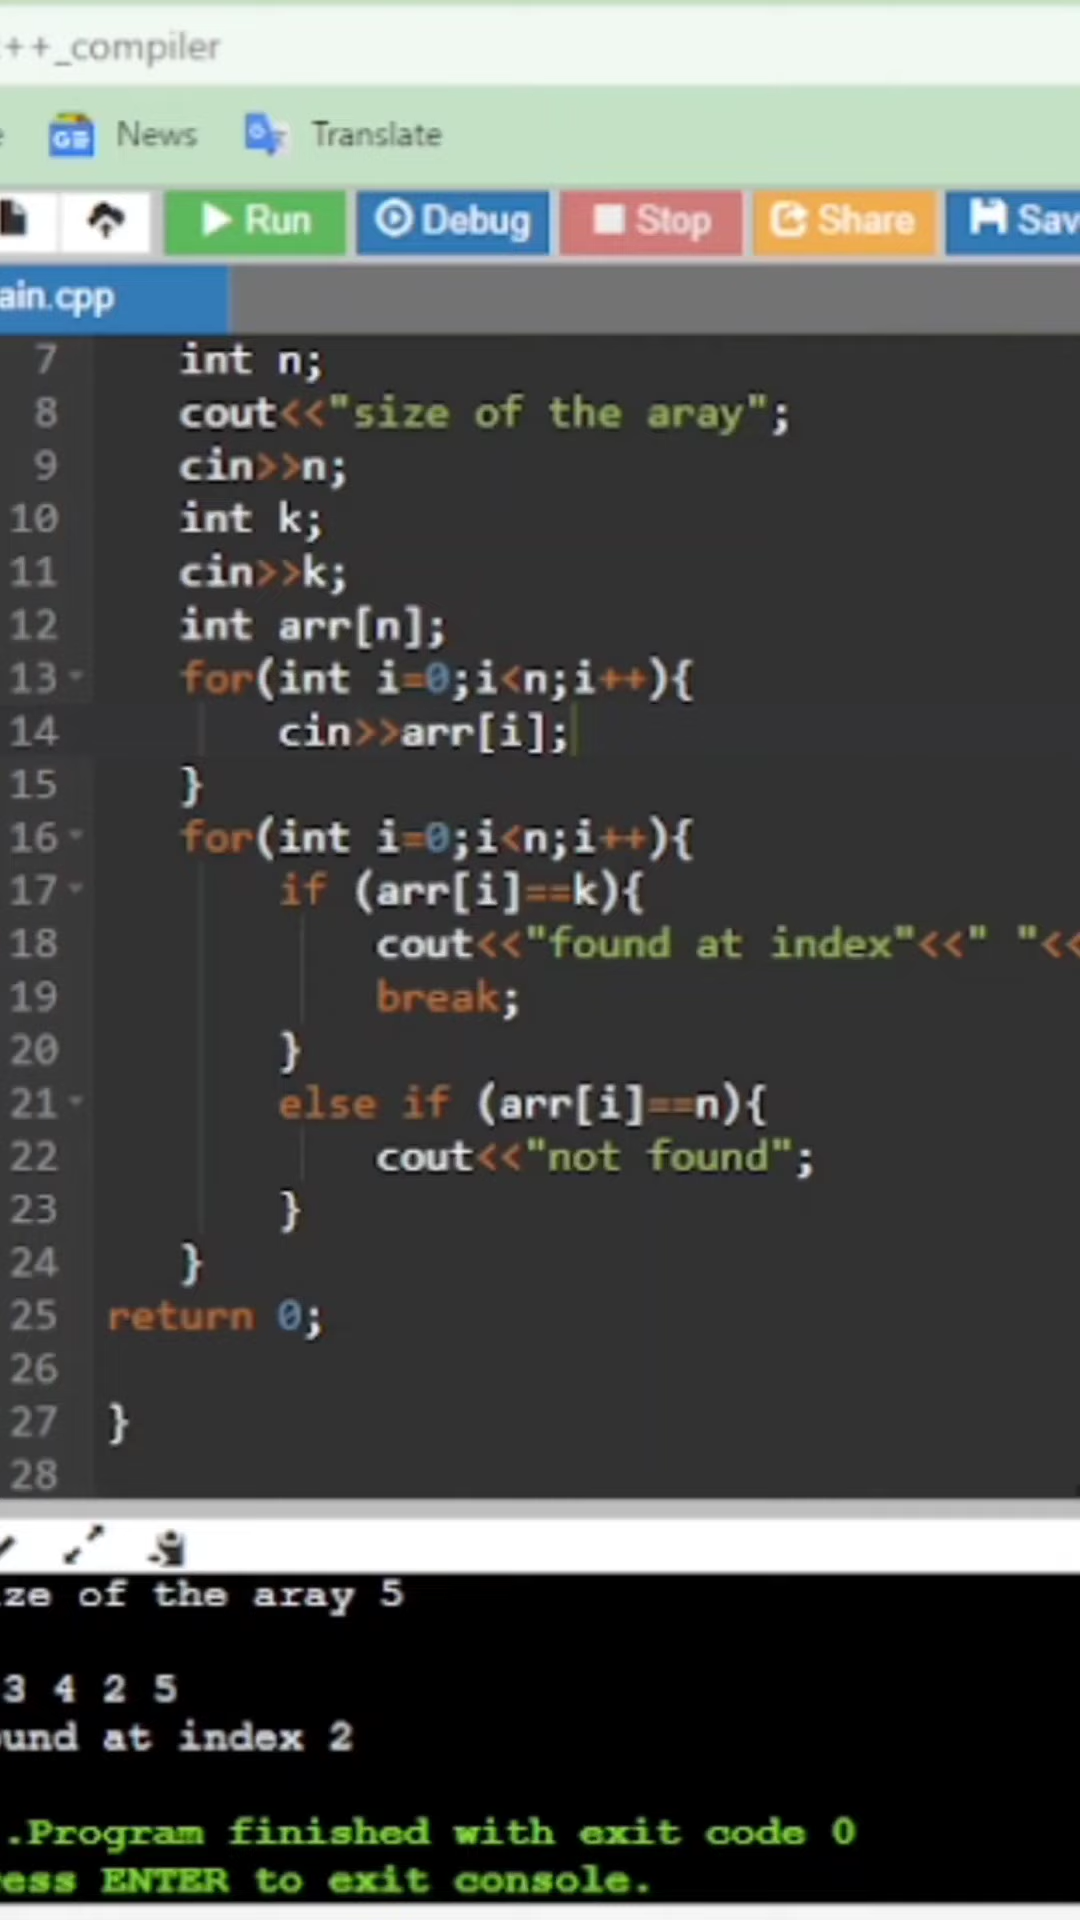 ++_compiler
News Translate
Run Debug Stop Share Sav
ain.cpp
7 int n;
8 cout<<"size of the aray";
9 cin>>n;
10 int k;
11 cin>>k;
12 int arr[n];
13 for(int i=0;i<n;i++){
14 cin>>arr[i];
15 }
16 for(int i=0;i<n;i++){
17 if (arr[i]==k){
18 cout<<"found at index"<<" "<<
19 break;
20 }
21 else if (arr[i]==n){
22 cout<<"not found";
23 }
24 }
25 return 0;
26
27 }
28
ze of the aray 5
3 4 2 5
und at index 2
.Program finished with exit code 0
ess ENTER to exit console.